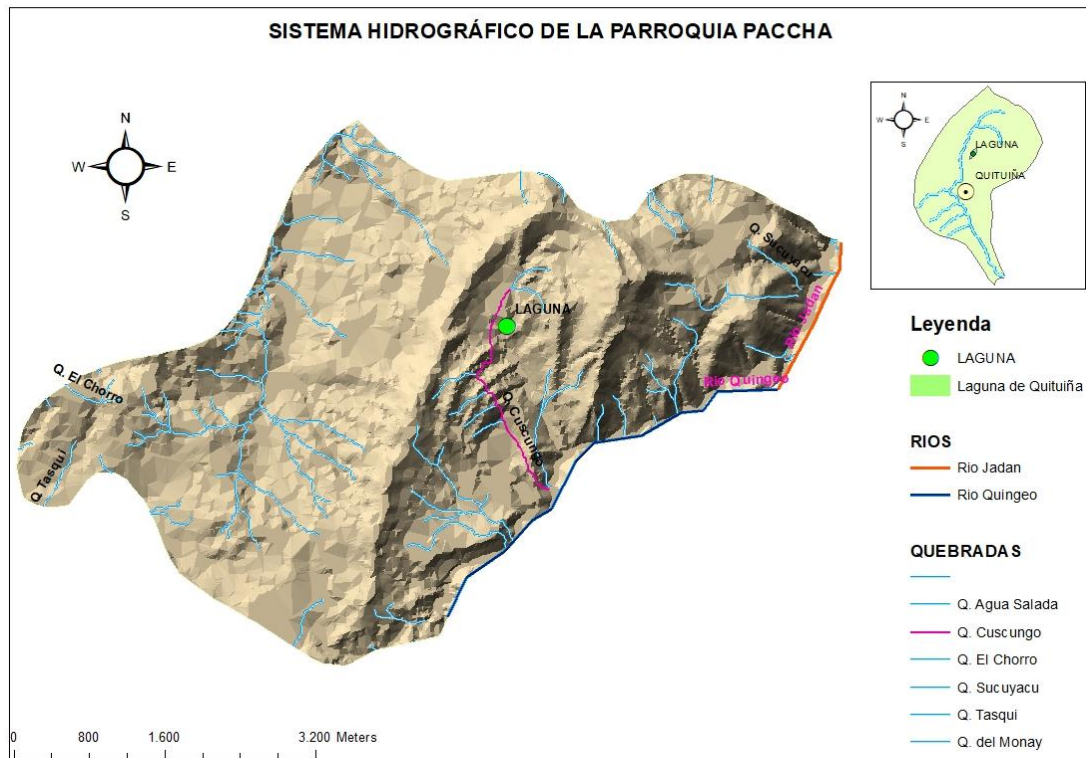 SISTEMA HIDROGRÁFICO DE LA PARROQUIA PACCHA
N
W
E
S
N
W
E
S
LAGUNA
QUITUIÑA
Q. Sucuyacu
Rio Jadan
LAGUNA
Rio Quingeo
Q. El Chorro
Q. Cuscungo
Q. Tasqui
Leyenda
LAGUNA
Laguna de Quituiña
RIOS
Rio Jadan
Rio Quingeo
QUEBRADAS
Q. Agua Salada
Q. Cuscungo
Q. El Chorro
Q. Sucuyacu
Q. Tasqui
Q. del Monay
0 800 1.600 3.200 Meters